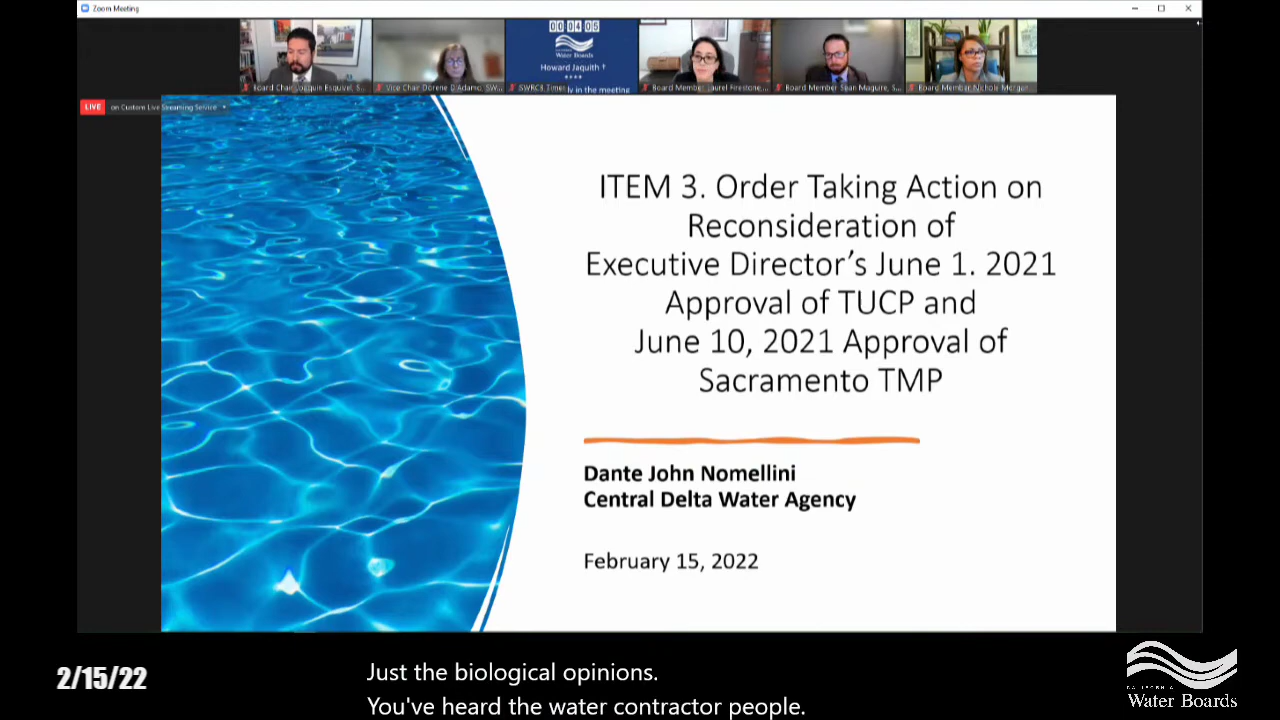 Zoom Meeting
00:04:05
Water Boards
Howard Jaquith †
****
ly in the meeting
Board Chair Joaquin Esquivel, S...
Vice Chair Dorene D'Adamo, SW...
SWRCB Timer
Board Member Laurel Firestone,...
Board Member Sean Maguire, S...
Board Member Nichole Morgan
LIVE on Custom Live Streaming Service
ITEM 3. Order Taking Action on
Reconsideration of
Executive Director’s June 1. 2021
Approval of TUCP and
June 10, 2021 Approval of
Sacramento TMP
Dante John Nomellini
Central Delta Water Agency
February 15, 2022
2/15/22
Just the biological opinions.
You've heard the water contractor people.
CALIFORNIA
Water Boards